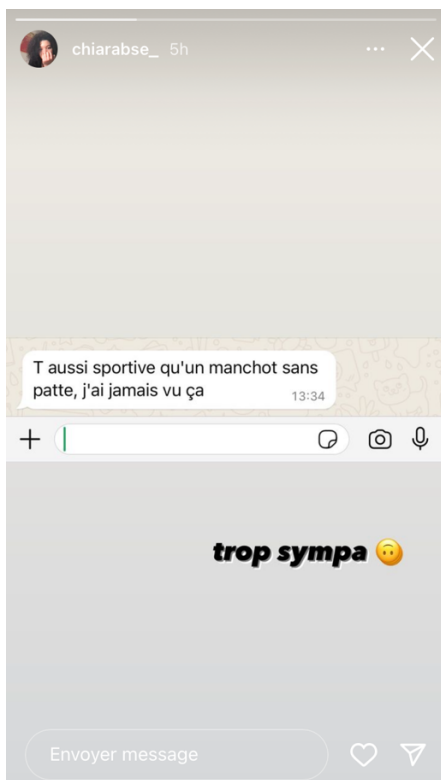 chiarabse_ 5h
T aussi sportive qu'un manchot sans
patte, j'ai jamais vu ça
13:34
trop sympa 🙃
Envoyer message